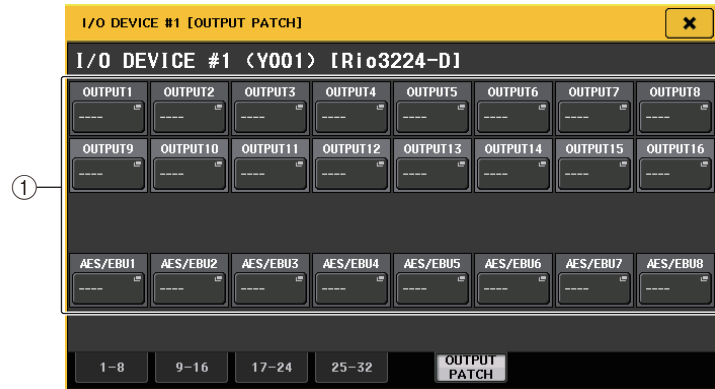 I/O DEVICE #1 [OUTPUT PATCH]
I/O DEVICE #1 (Y001) [Rio3224-D]
OUTPUT1 OUTPUT2 OUTPUT3 OUTPUT4 OUTPUT5 OUTPUT6 OUTPUT7 OUTPUT8
---- ---- ---- ---- ---- ---- ---- ----
OUTPUT9 OUTPUT10 OUTPUT11 OUTPUT12 OUTPUT13 OUTPUT14 OUTPUT15 OUTPUT16
---- ---- ---- ---- ---- ---- ---- ----
①
AES/EBU1 AES/EBU2 AES/EBU3 AES/EBU4 AES/EBU5 AES/EBU6 AES/EBU7 AES/EBU8
---- ---- ---- ---- ---- ---- ---- ----
1-8 9-16 17-24 25-32 OUTPUT
PATCH